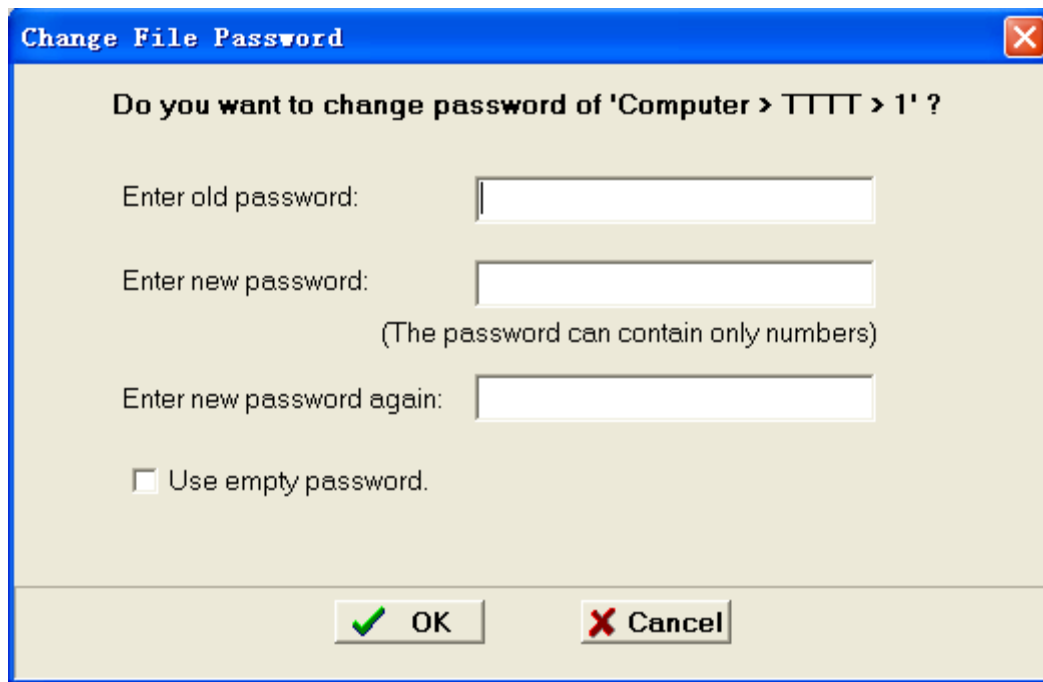 Change File Password
Do you want to change password of 'Computer > TTTT > 1' ?
Enter old password:
Enter new password:
(The password can contain only numbers)
Enter new password again:
Use empty password.
OK
Cancel